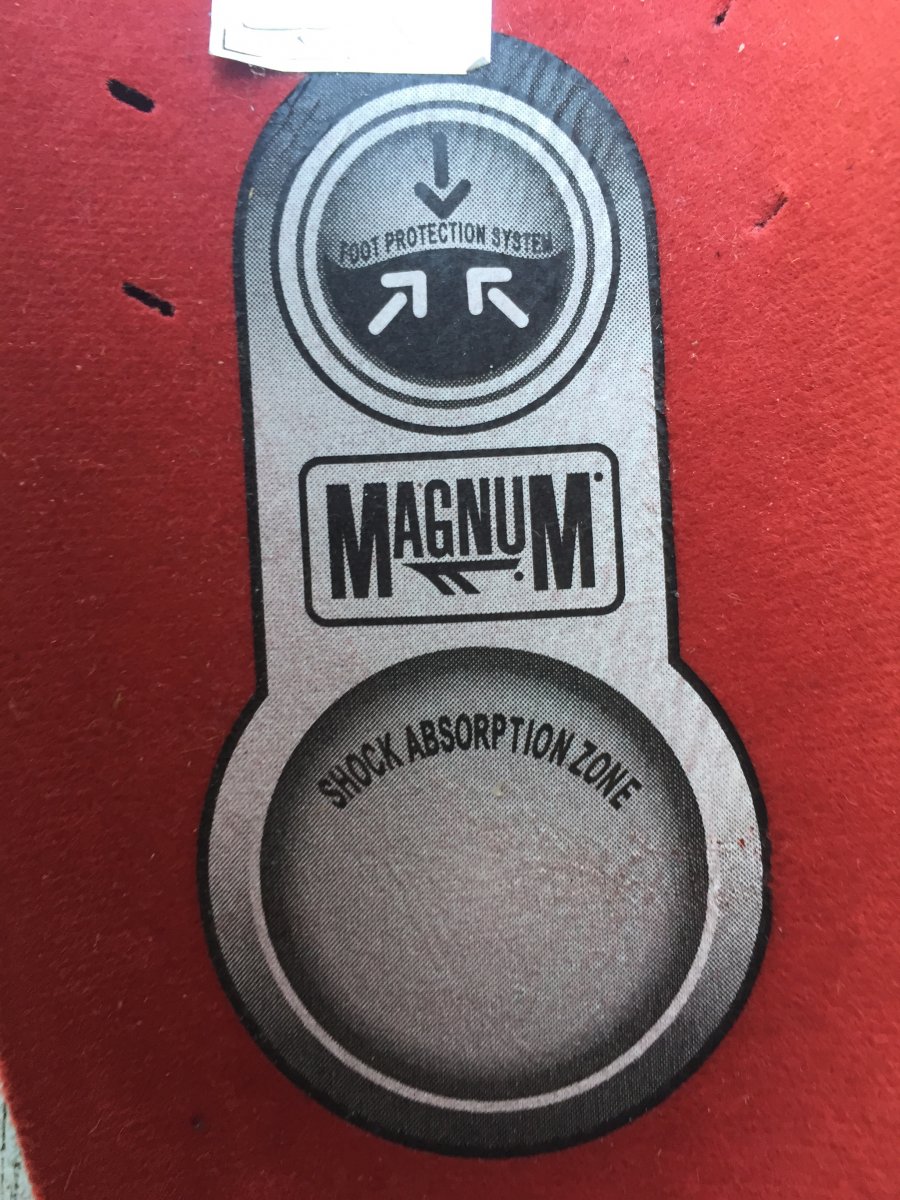 FOOT PROTECTION SYSTEM
MAGNUM
SHOCK ABSORPTION ZONE